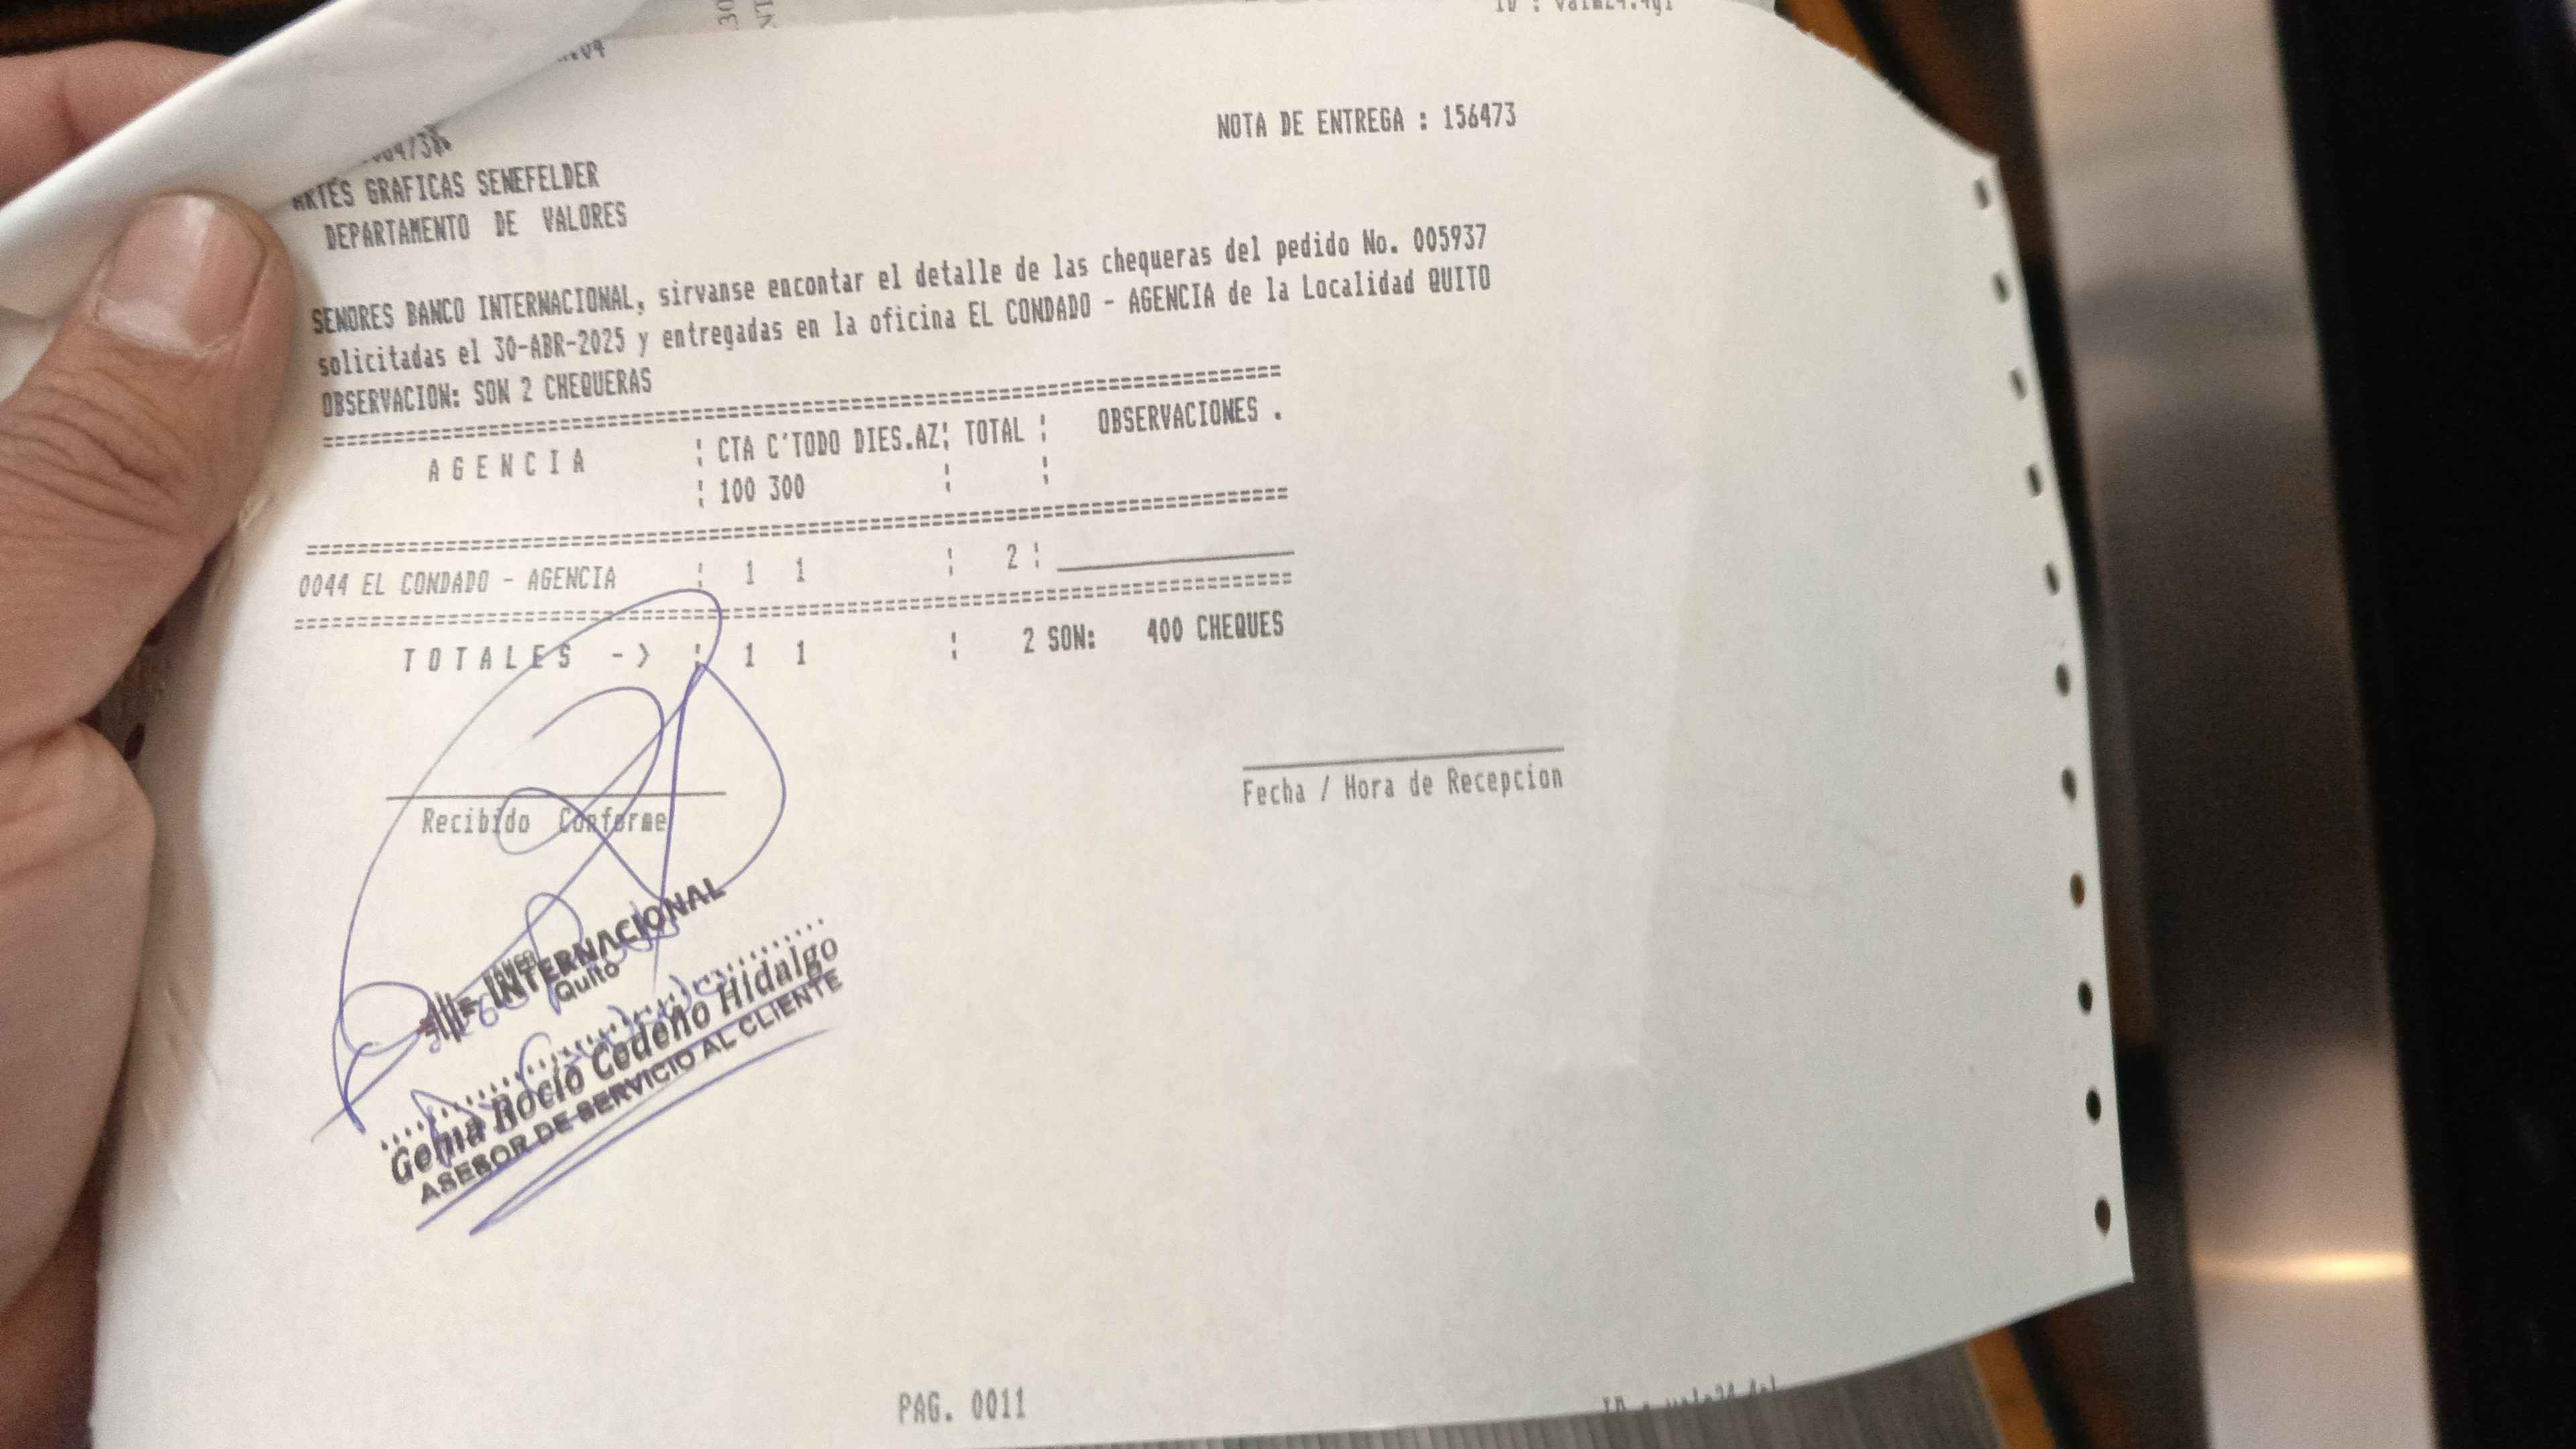 NOTA DE ENTREGA : 156473
ARTES GRAFICAS SENEFELDER
DEPARTAMENTO DE VALORES
SENORES BANCO INTERNACIONAL, sirvanse encontar el detalle de las chequeras del pedido No. 005937
solicitadas el 30-ABR-2025 y entregadas en la oficina EL CONDADO - AGENCIA de la Localidad QUITO
OBSERVACION: SON 2 CHEQUERAS
A G E N C I A ¦ CTA C'TODO DIES.AZ¦ TOTAL ¦ OBSERVACIONES .
¦ 100 300 ¦ ¦
0044 EL CONDADO - AGENCIA ¦ 1 1 ¦ 2 ¦
T O T A L E S -> ¦ 1 1 ¦ 2 SON: 400 CHEQUES
Recibido Conforme
Fecha / Hora de Recepcion
BANCO
INTERNACIONAL
Quito
Rocío Cedeño Hidalgo
ASESOR DE SERVICIO AL CLIENTE
PAG. 0011